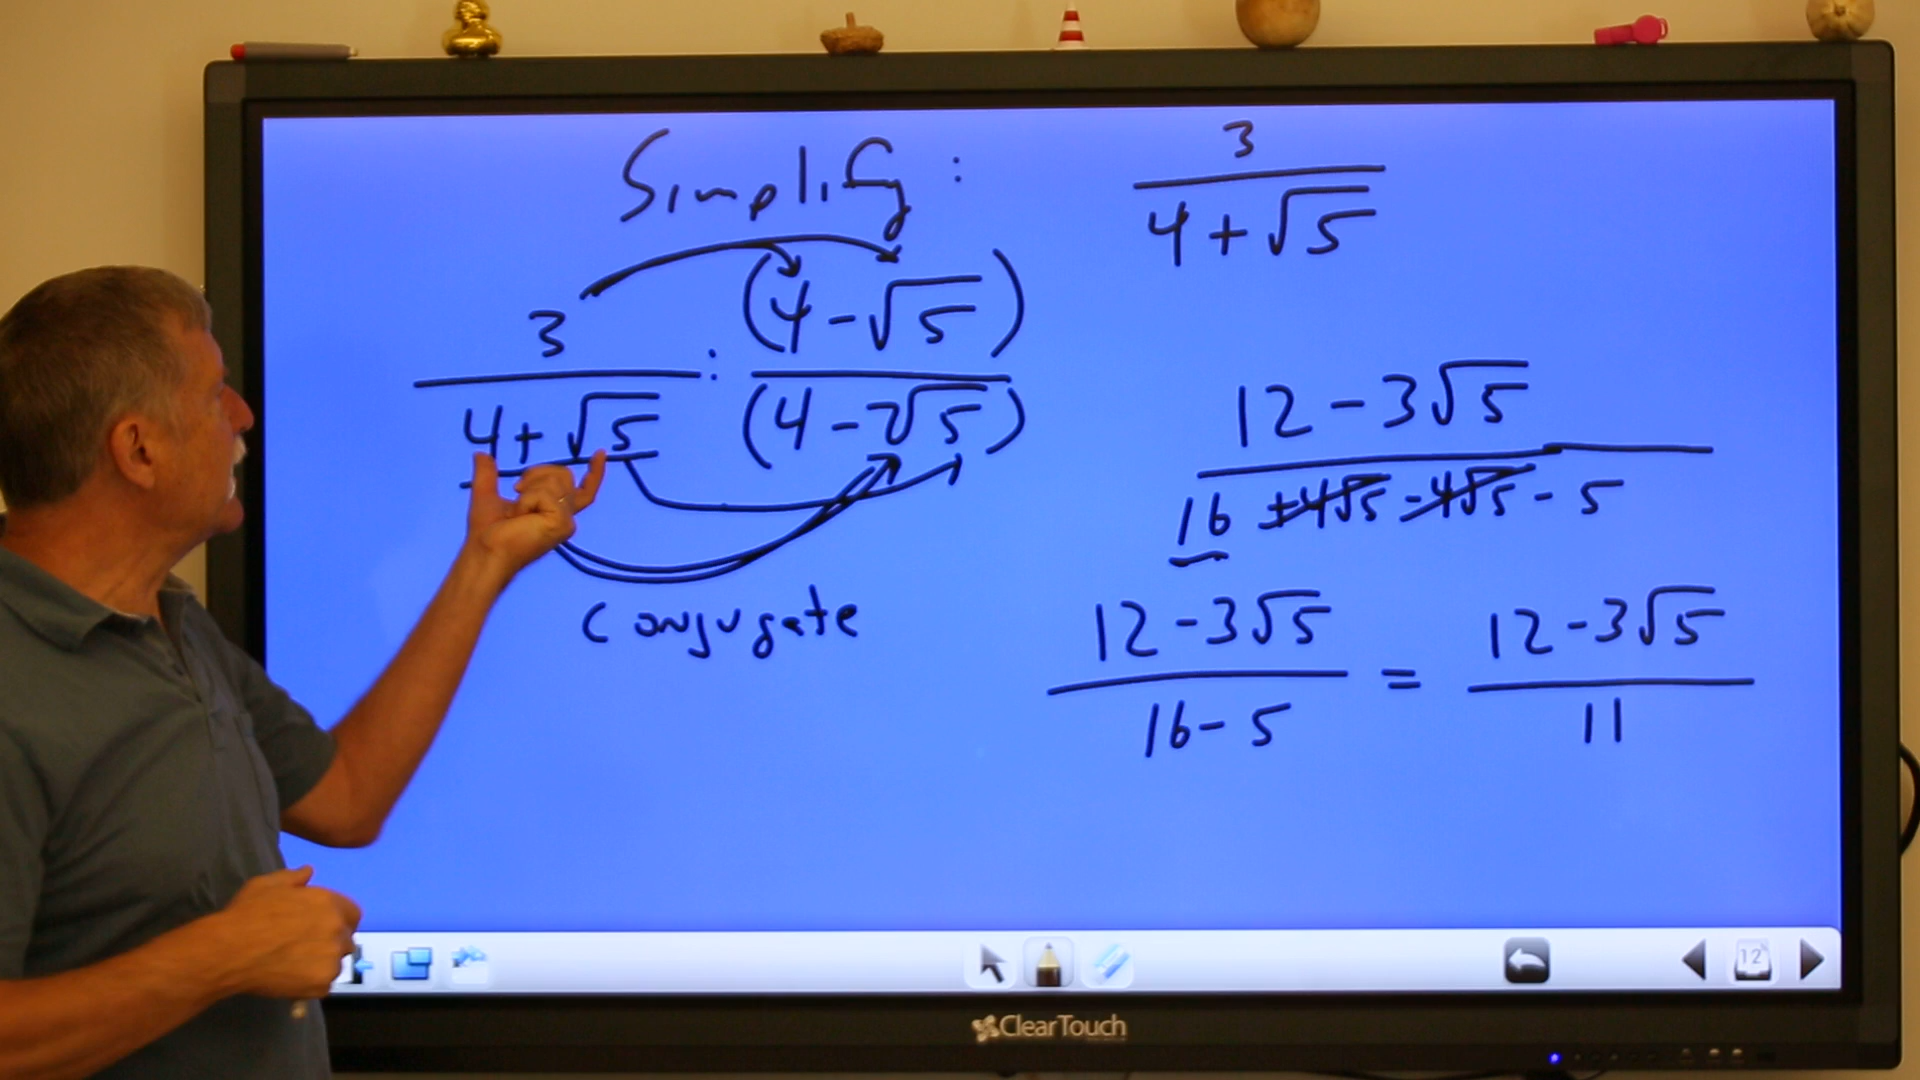 Simplify:
3
4 + √5
3 (4 - √5)
4 + √5 (4 - √5)
12 - 3√5
16 +4√5 -4√5 - 5
Conjugate
12 - 3√5 = 12 - 3√5
16 - 5 11
12
ClearTouch